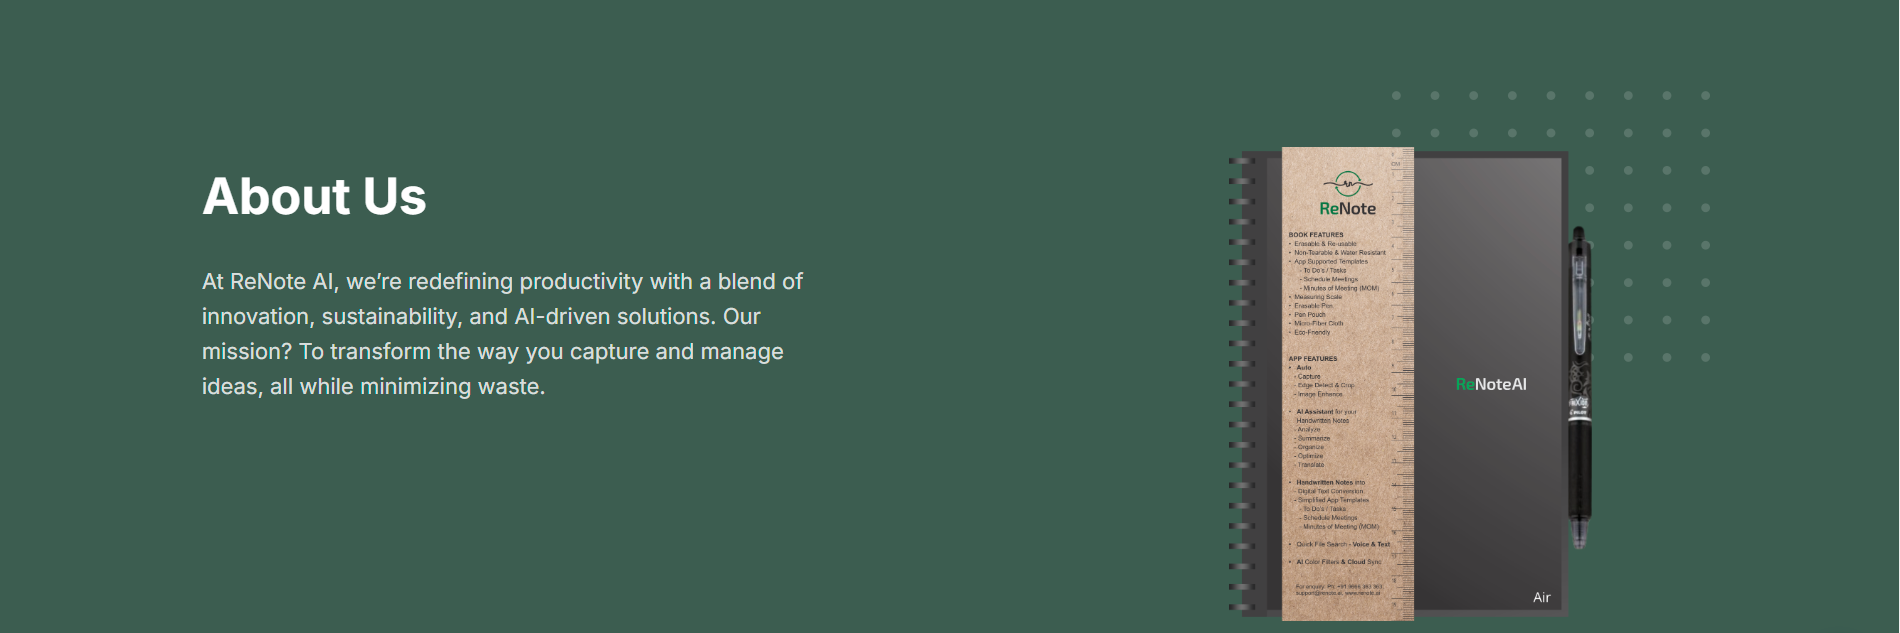 About Us
At ReNote AI, we’re redefining productivity with a blend of
innovation, sustainability, and AI-driven solutions. Our
mission? To transform the way you capture and manage
ideas, all while minimizing waste.
ReNote
BOOK FEATURES
• Erasable & Re-usable
• Non-Tearable & Water Resistant
• App Supported Templates
- To Do's / Tasks
- Schedule Meetings
- Minutes of Meeting (MOM)
• Measuring Scale
• Erasable Pen
• Pen Pouch
• Micro-Fiber Cloth
• Eco-Friendly
APP FEATURES
• Auto
- Capture
- Edge Detect & Crop
- Image Enhance
• AI Assistant for your
Handwritten Notes
- Analyze
- Summarize
- Organize
- Optimize
- Translate
• Handwritten Notes into
- Digital Text Conversion
- Simplified App Templates
- To Do's / Tasks
- Schedule Meetings
- Minutes of Meeting (MOM)
• Quick File Search - Voice & Text
• AI Color Filters & Cloud Sync
ReNoteAI
Air